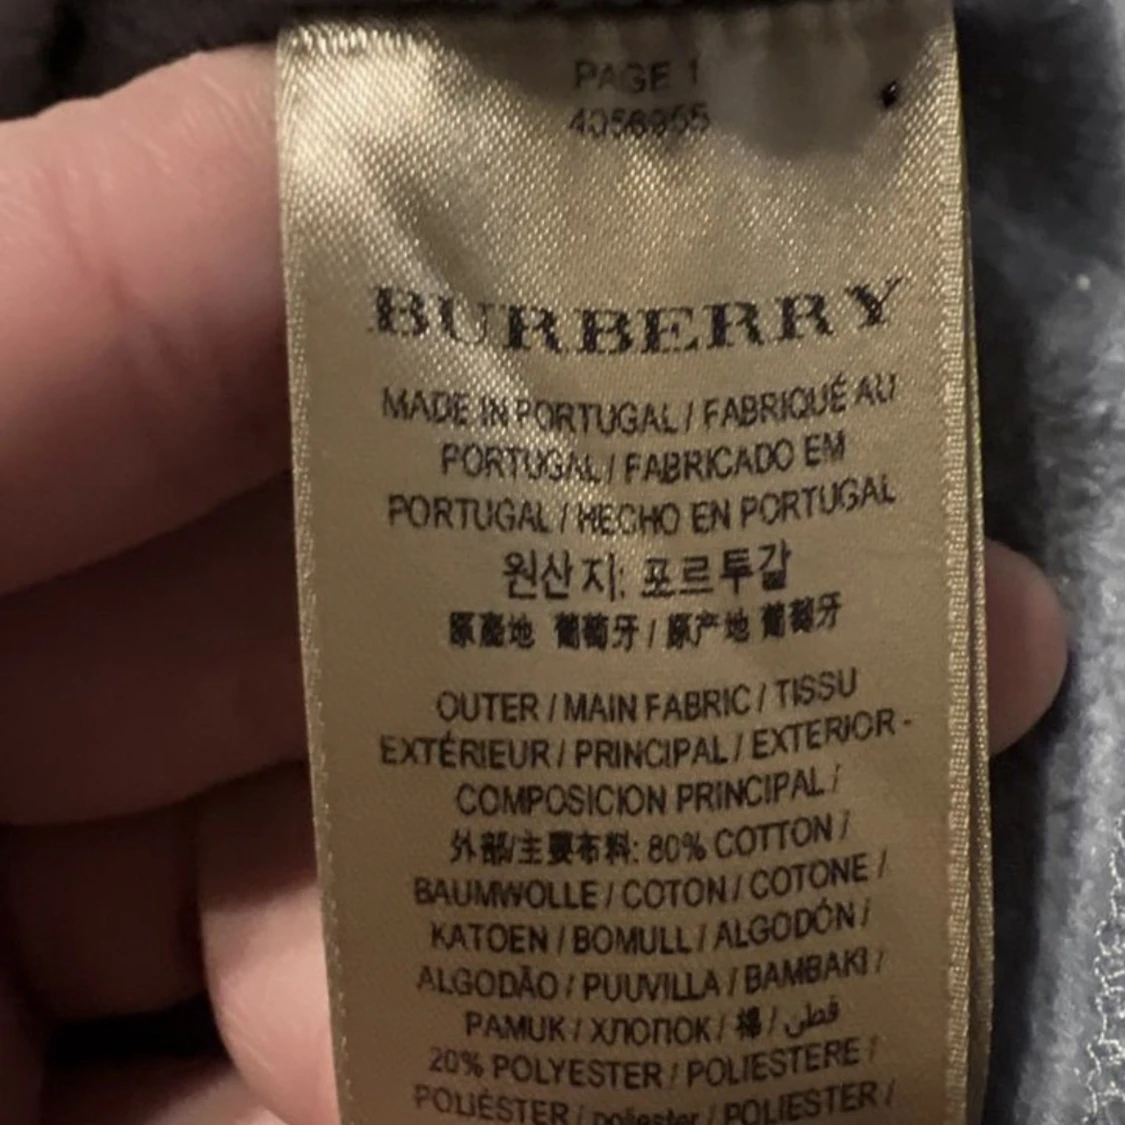 PAGE 1
4056955
BURBERRY
MADE IN PORTUGAL / FABRIQUÉ AU
PORTUGAL / FABRICADO EM
PORTUGAL / HECHO EN PORTUGAL
원산지: 포르투갈
原產地 葡萄牙 / 原产地 葡萄牙
OUTER / MAIN FABRIC / TISSU
EXTÉRIEUR / PRINCIPAL / EXTERIOR -
COMPOSICION PRINCIPAL /
外部/主要布料: 80% COTTON /
BAUMWOLLE / COTON / COTONE /
KATOEN / BOMULL / ALGODÓN /
ALGODÃO / PUUVILLA / BAMBAKI /
PAMUK / ХЛОПОК / 棉 / قطن
20% POLYESTER / POLIESTERE /
POLIÉSTER / poliester / POLIESTER /